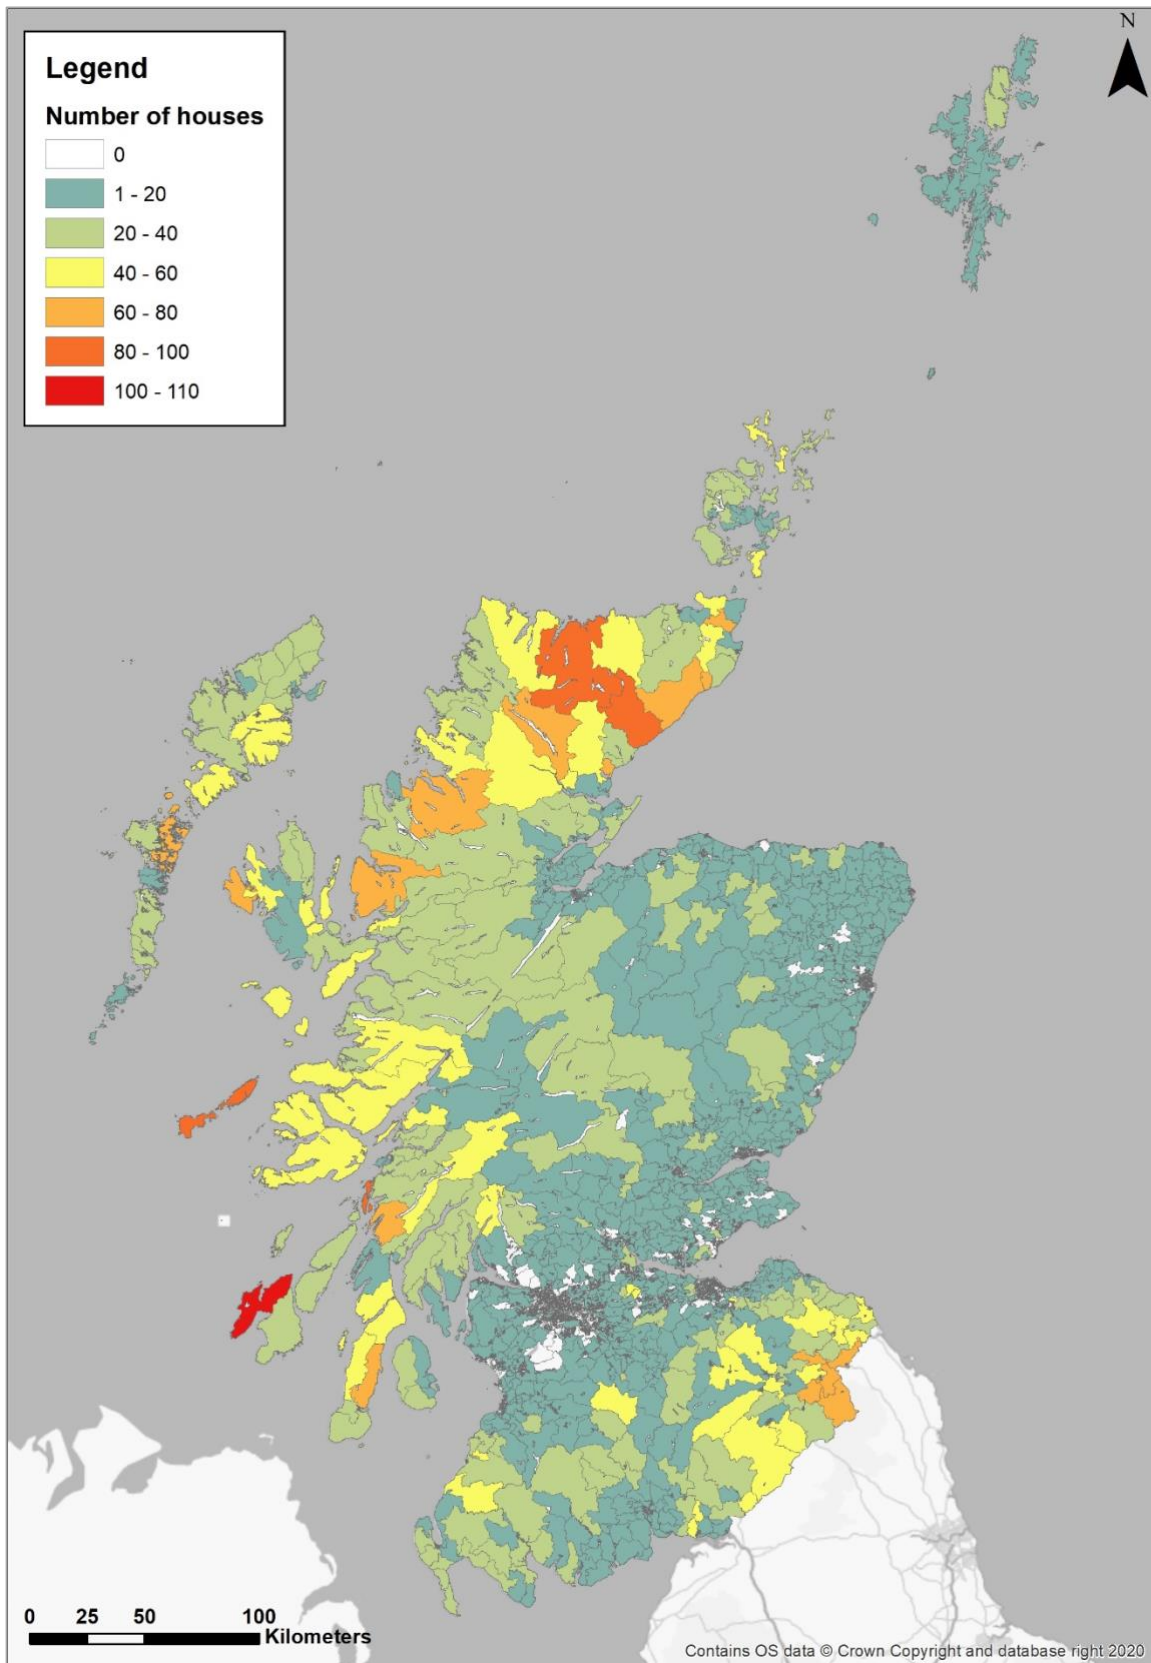 N
Legend
Number of houses
0
1 - 20
20 - 40
40 - 60
60 - 80
80 - 100
100 - 110
0 25 50 100
Kilometers
Contains OS data © Crown Copyright and database right 2020